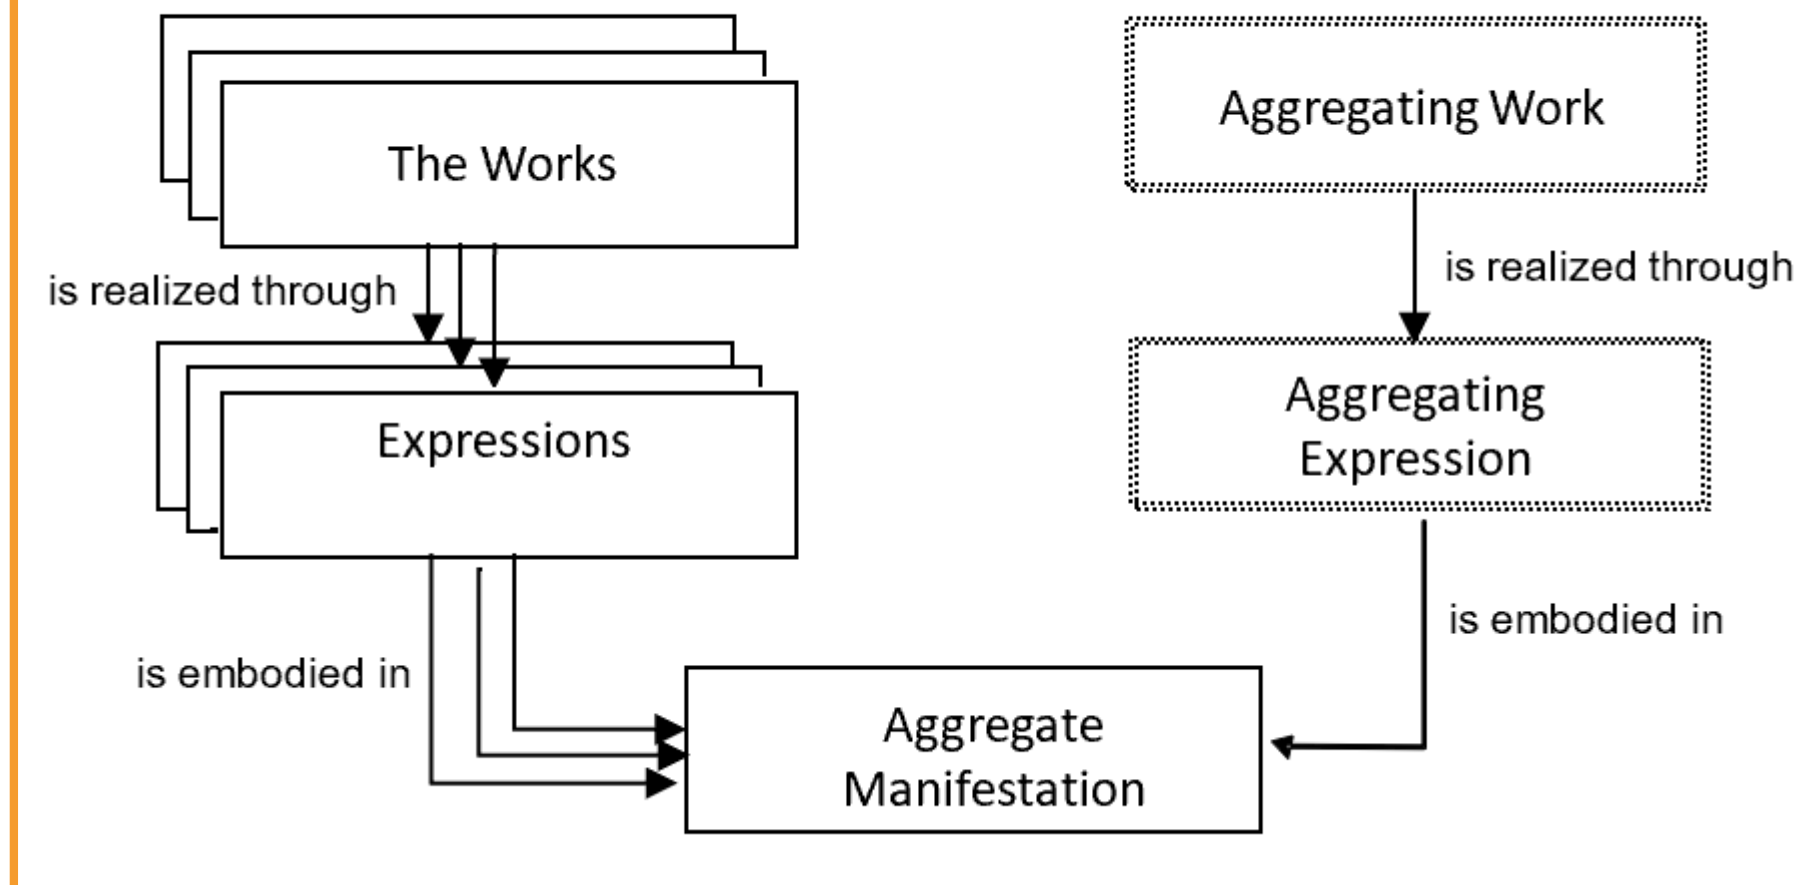 The Works
Aggregating Work
is realized through
is realized through
Expressions
Aggregating
Expression
is embodied in
is embodied in
Aggregate
Manifestation